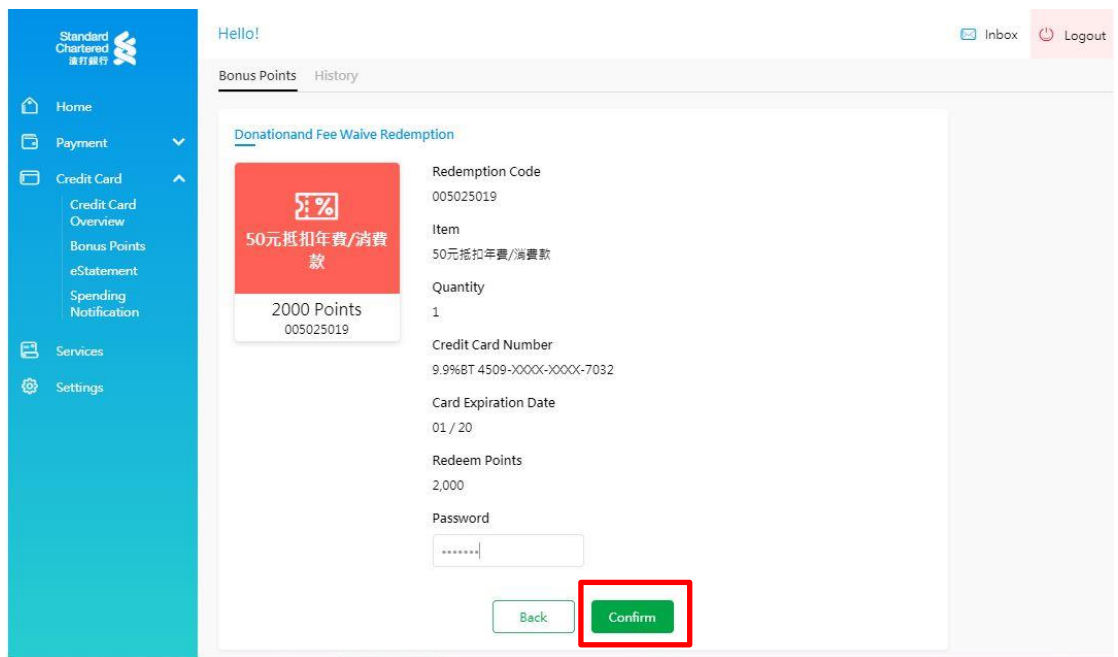 Standard
Chartered
渣打銀行
Hello!
Inbox
Logout
Bonus Points
History
Home
Payment
Credit Card
Credit Card
Overview
Bonus Points
eStatement
Spending
Notification
Services
Settings
Donationand Fee Waive Redemption
50元抵扣年費/消費
款
2000 Points
005025019
Redemption Code
005025019
Item
50元抵扣年費/消費款
Quantity
1
Credit Card Number
9.9%BT 4509-XXXX-XXXX-7032
Card Expiration Date
01 / 20
Redeem Points
2,000
Password
•••••••
Back
Confirm